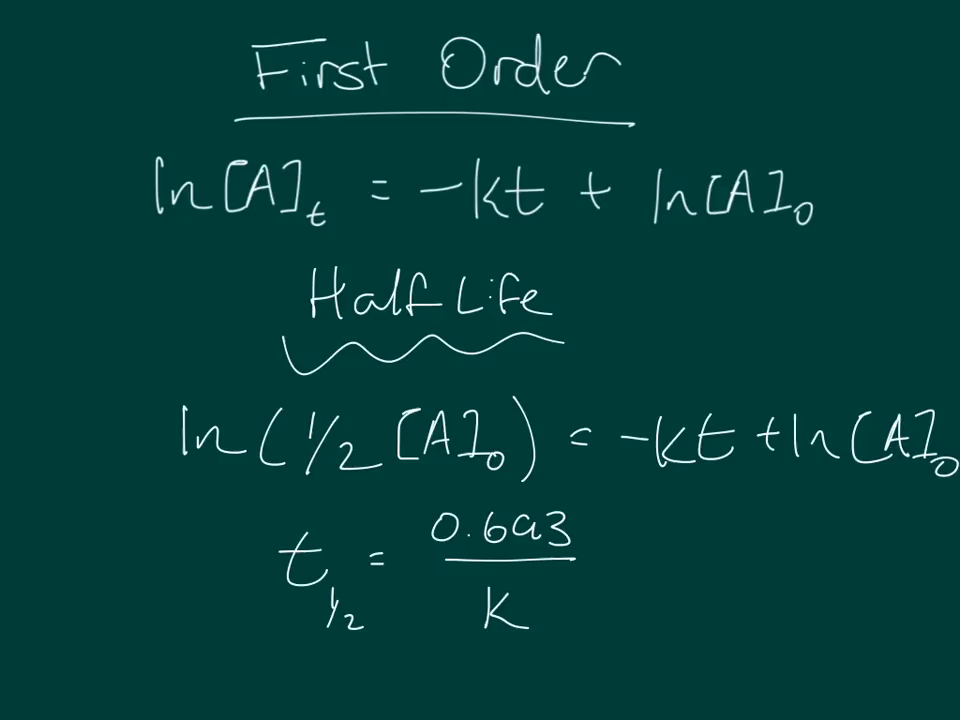 First Order
ln[A]t = -kt + ln[A]0
Half Life
ln(1/2 [A]0) = -kt + ln[A]0
t1/2 = 0.693/k